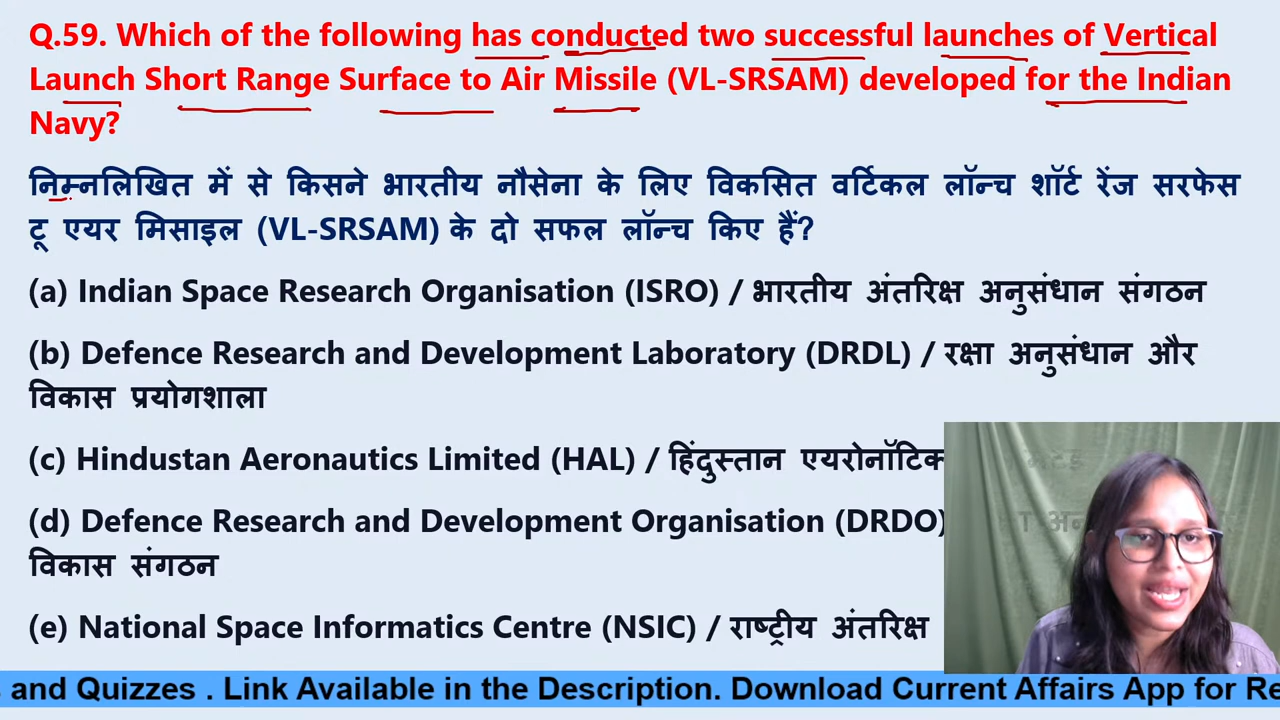 Q.59. Which of the following has conducted two successful launches of Vertical
Launch Short Range Surface to Air Missile (VL-SRSAM) developed for the Indian
Navy?
निम्नलिखित में से किसने भारतीय नौसेना के लिए विकसित वर्टिकल लॉन्च शॉर्ट रेंज सरफेस
टू एयर मिसाइल (VL-SRSAM) के दो सफल लॉन्च किए हैं?
(a) Indian Space Research Organisation (ISRO) / भारतीय अंतरिक्ष अनुसंधान संगठन
(b) Defence Research and Development Laboratory (DRDL) / रक्षा अनुसंधान और
विकास प्रयोगशाला
(c) Hindustan Aeronautics Limited (HAL) / हिंदुस्तान
(d) Defence Research and Development Organisation (DRDO)
विकास संगठन
(e) National Space Informatics Centre (NSIC) / राष्ट्रीय अंतरिक्ष
and Quizzes . Link Available in the Description. Download Current Affairs App for